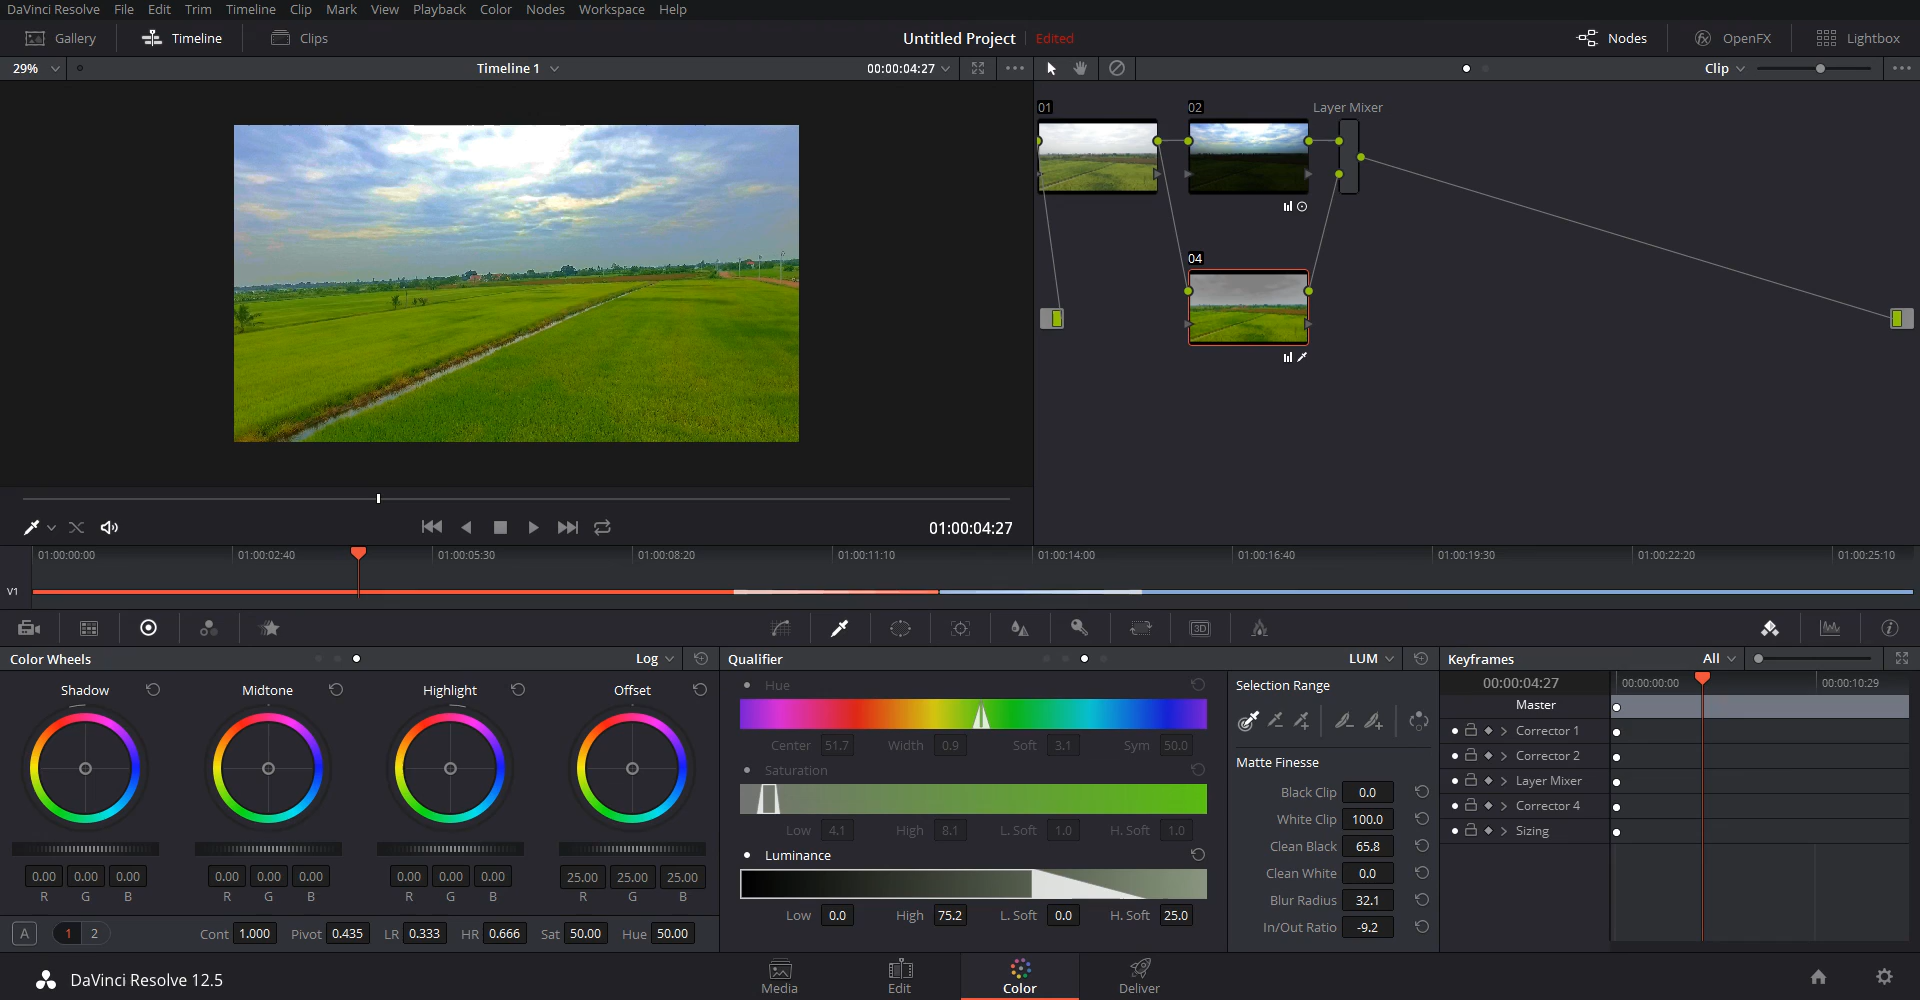 DaVinci Resolve File Edit Trim Timeline Clip Mark View Playback Color Nodes Workspace Help
Gallery Timeline Clips Untitled Project Edited Nodes OpenFX Lightbox
29% Timeline 1 00:00:04:27 Clip
01 02 Layer Mixer
04
01:00:04:27
01:00:00:00 01:00:02:40 01:00:05:30 01:00:08:20 01:00:11:10 01:00:14:00 01:00:16:40 01:00:19:30 01:00:22:20 01:00:25:10
V1
3D
Color Wheels Log
Shadow Midtone Highlight Offset
0.00 0.00 0.00 0.00 0.00 0.00 0.00 0.00 0.00 25.00 25.00 25.00
R G B R G B R G B R G B
A 1 2 Cont 1.000 Pivot 0.435 LR 0.333 HR 0.666 Sat 50.00 Hue 50.00
Qualifier LUM
Hue
Center 51.7 Width 0.9 Soft 3.1 Sym 50.0
Saturation
Low 4.1 High 8.1 L. Soft 1.0 H. Soft 1.0
Luminance
Low 0.0 High 75.2 L. Soft 0.0 H. Soft 25.0
Selection Range
Matte Finesse
Black Clip 0.0
White Clip 100.0
Clean Black 65.8
Clean White 0.0
Blur Radius 32.1
In/Out Ratio -9.2
Keyframes All
00:00:04:27 00:00:00:00 00:00:10:29
Master
Corrector 1
Corrector 2
Layer Mixer
Corrector 4
Sizing
DaVinci Resolve 12.5 Media Edit Color Deliver